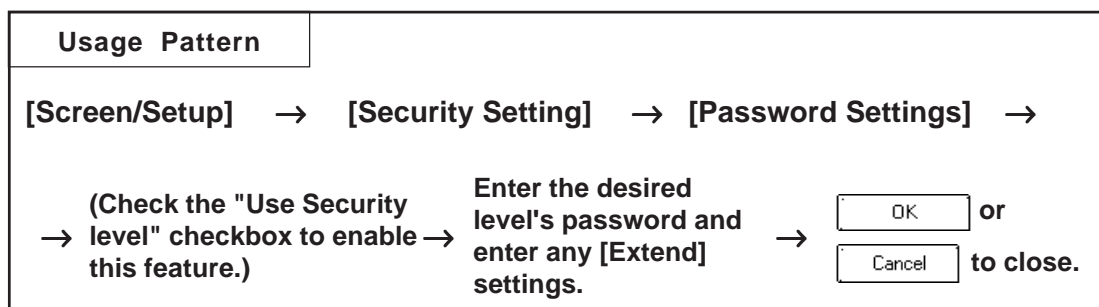 Usage Pattern
[Screen/Setup] → [Security Setting] → [Password Settings] →
→ (Check the "Use Security level" checkbox to enable this feature.) → Enter the desired level's password and enter any [Extend] settings. → OK or Cancel to close.